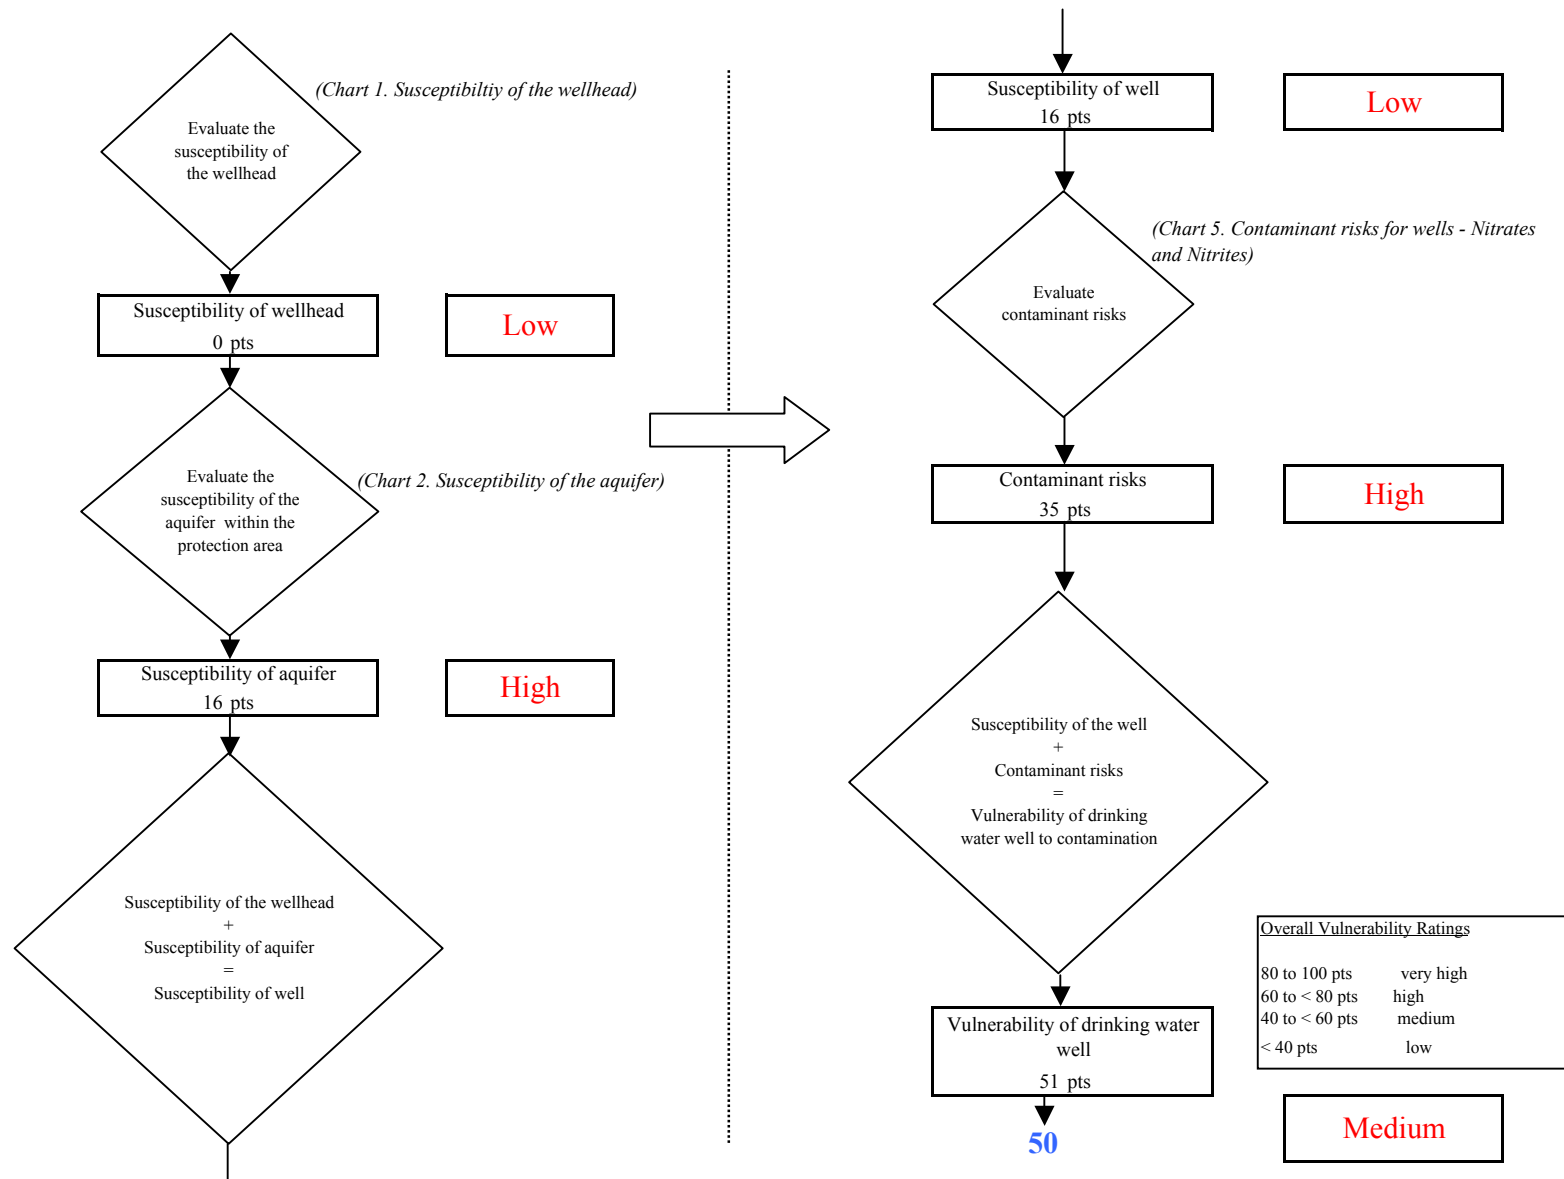 (Chart 1. Susceptibiltiy of the wellhead)
Evaluate the
susceptibility of
the wellhead
Susceptibility of wellhead
0 pts
Low
Evaluate the
susceptibility of the
aquifer within the
protection area
(Chart 2. Susceptibility of the aquifer)
Susceptibility of aquifer
16 pts
High
Susceptibility of the wellhead
+
Susceptibility of aquifer
=
Susceptibility of well
Susceptibility of well
16 pts
Low
(Chart 5. Contaminant risks for wells - Nitrates
and Nitrites)
Evaluate
contaminant risks
Contaminant risks
35 pts
High
Susceptibility of the well
+
Contaminant risks
=
Vulnerability of drinking
water well to contamination
Overall Vulnerability Ratings
80 to 100 pts very high
60 to < 80 pts high
40 to < 60 pts medium
< 40 pts low
Vulnerability of drinking water
well
51 pts
50
Medium